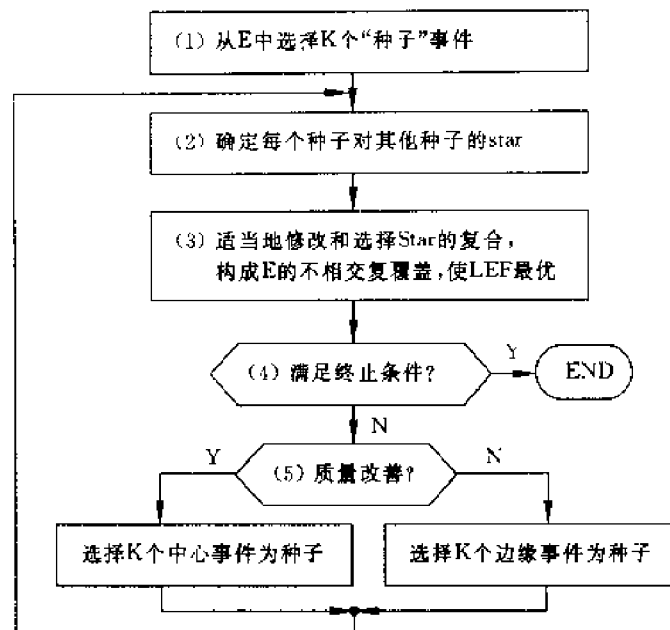 (1) 从E中选择K个“种子”事件
(2) 确定每个种子对其他种子的star
(3) 适当地修改和选择Star的复合,
构成E的不相交复覆盖,使LEF最优
(4) 满足终止条件?
Y
END
N
(5) 质量改善?
Y
N
选择K个中心事件为种子
选择K个边缘事件为种子